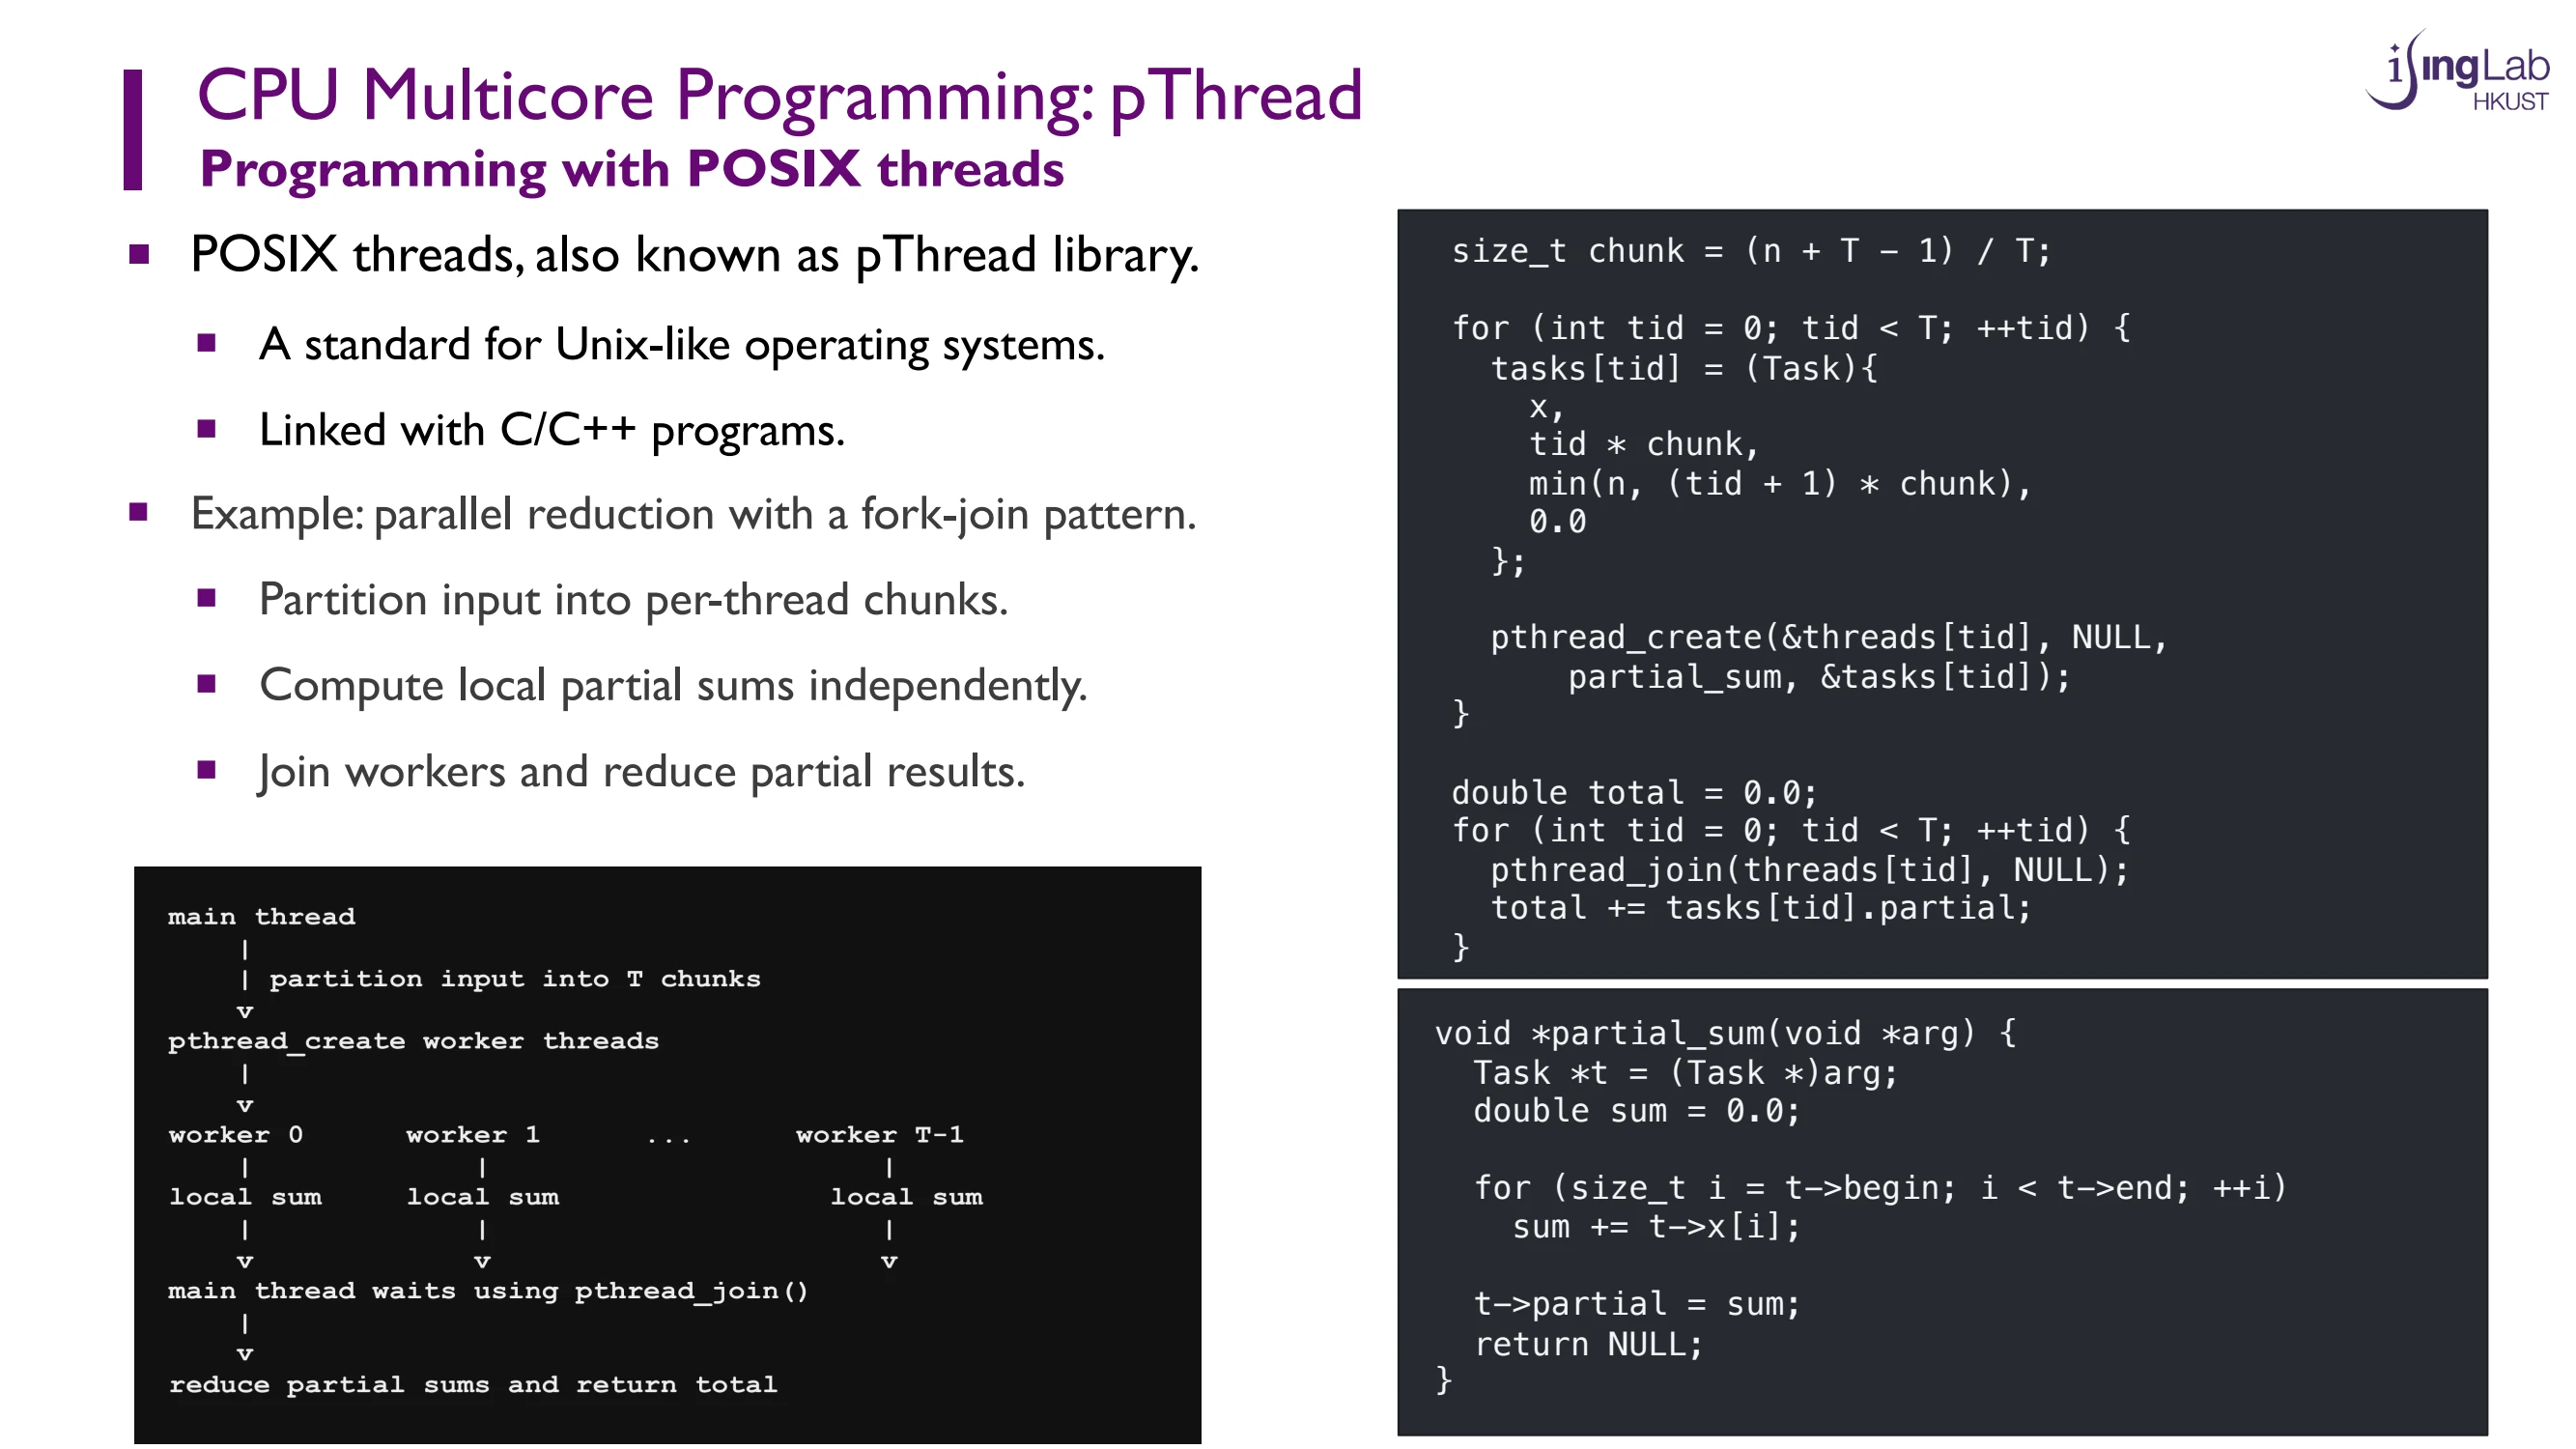 CPU Multicore Programming: pThread
Programming with POSIX threads
isingLab
HKUST
POSIX threads, also known as pThread library.
A standard for Unix-like operating systems.
Linked with C/C++ programs.
Example: parallel reduction with a fork-join pattern.
Partition input into per-thread chunks.
Compute local partial sums independently.
Join workers and reduce partial results.
main thread
|
| partition input into T chunks
v
pthread_create worker threads
|
v
worker 0 worker 1 ... worker T-1
| | |
local sum local sum local sum
| | |
v v v
main thread waits using pthread_join()
|
v
reduce partial sums and return total
size_t chunk = (n + T - 1) / T;
for (int tid = 0; tid < T; ++tid) {
tasks[tid] = (Task){
x,
tid * chunk,
min(n, (tid + 1) * chunk),
0.0
};
pthread_create(&threads[tid], NULL,
partial_sum, &tasks[tid]);
}
double total = 0.0;
for (int tid = 0; tid < T; ++tid) {
pthread_join(threads[tid], NULL);
total += tasks[tid].partial;
}
void *partial_sum(void *arg) {
Task *t = (Task *)arg;
double sum = 0.0;
for (size_t i = t->begin; i < t->end; ++i)
sum += t->x[i];
t->partial = sum;
return NULL;
}